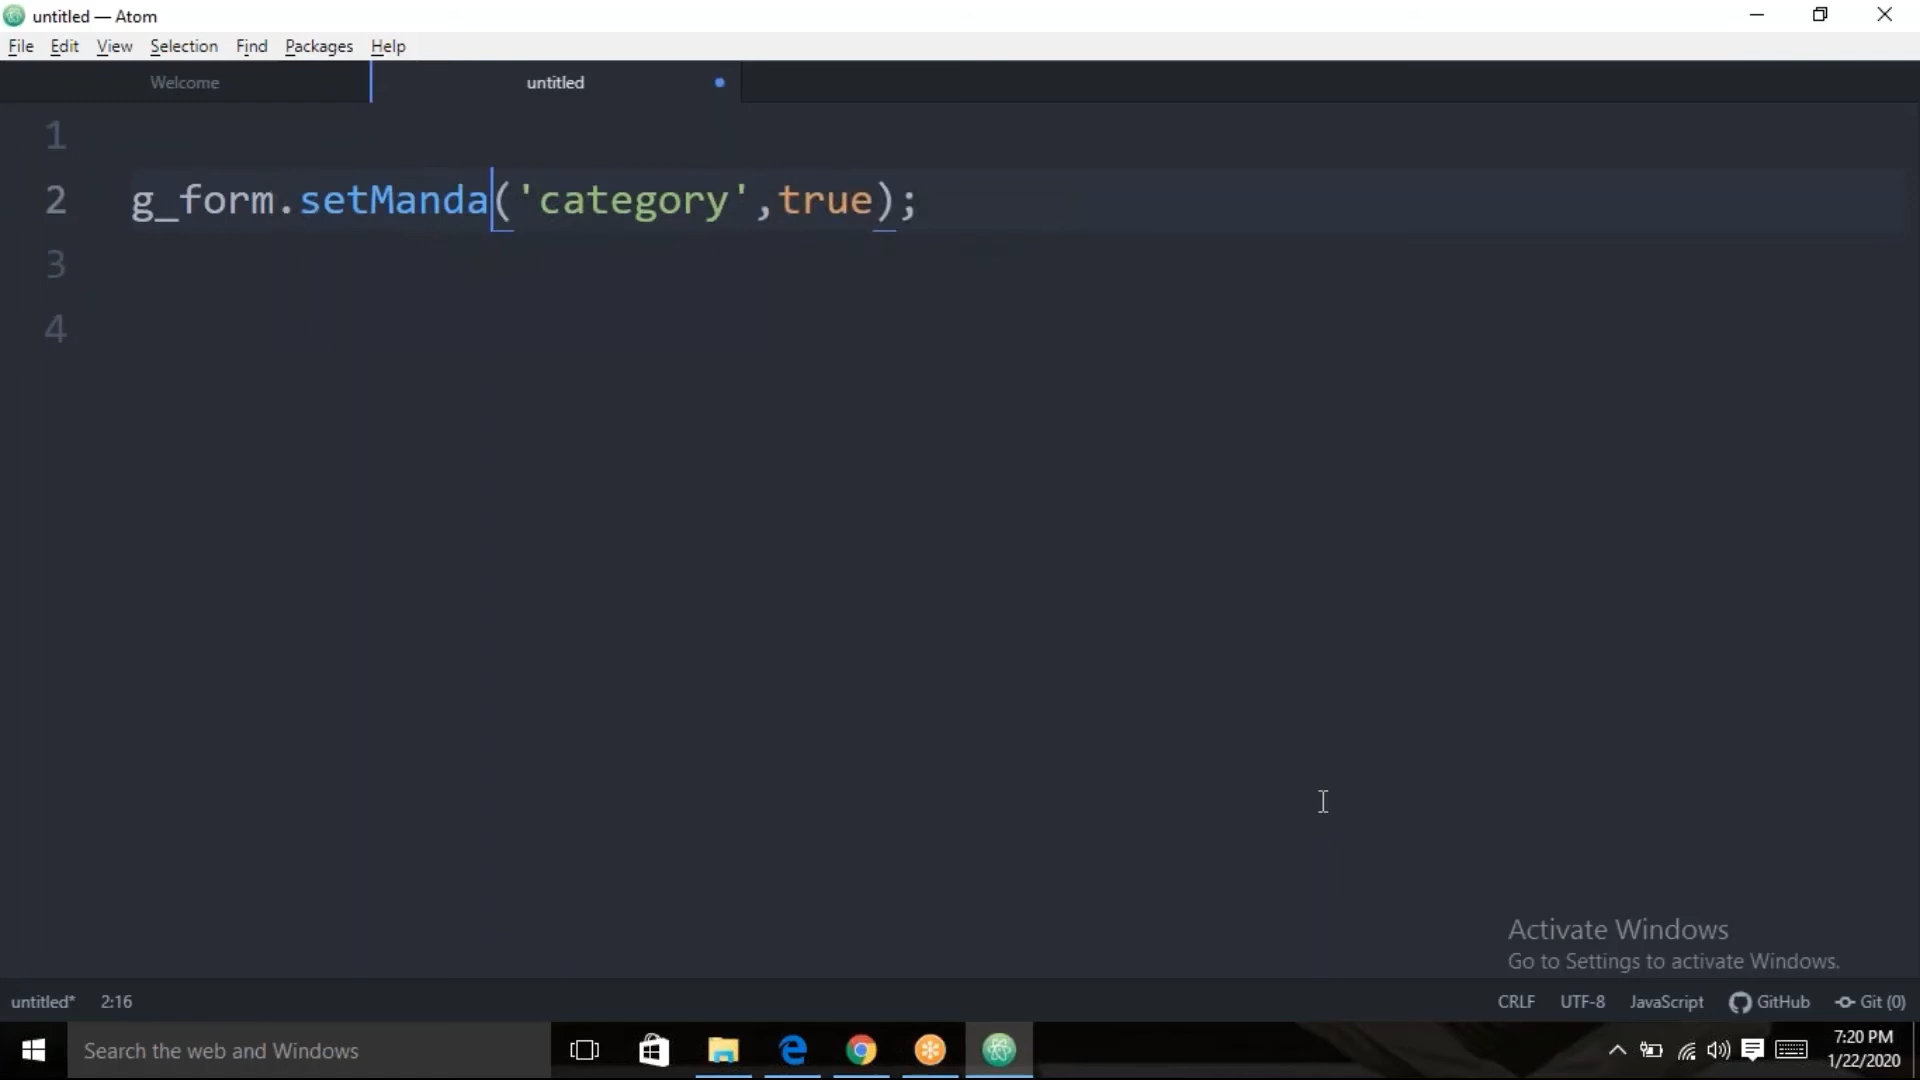 untitled — Atom
File Edit View Selection Find Packages Help
Welcome untitled
1
2 g_form.setManda('category',true);
3
4
Activate Windows
Go to Settings to activate Windows.
untitled* 2:16 CRLF UTF-8 JavaScript GitHub Git (0)
Search the web and Windows
7:20 PM
1/22/2020